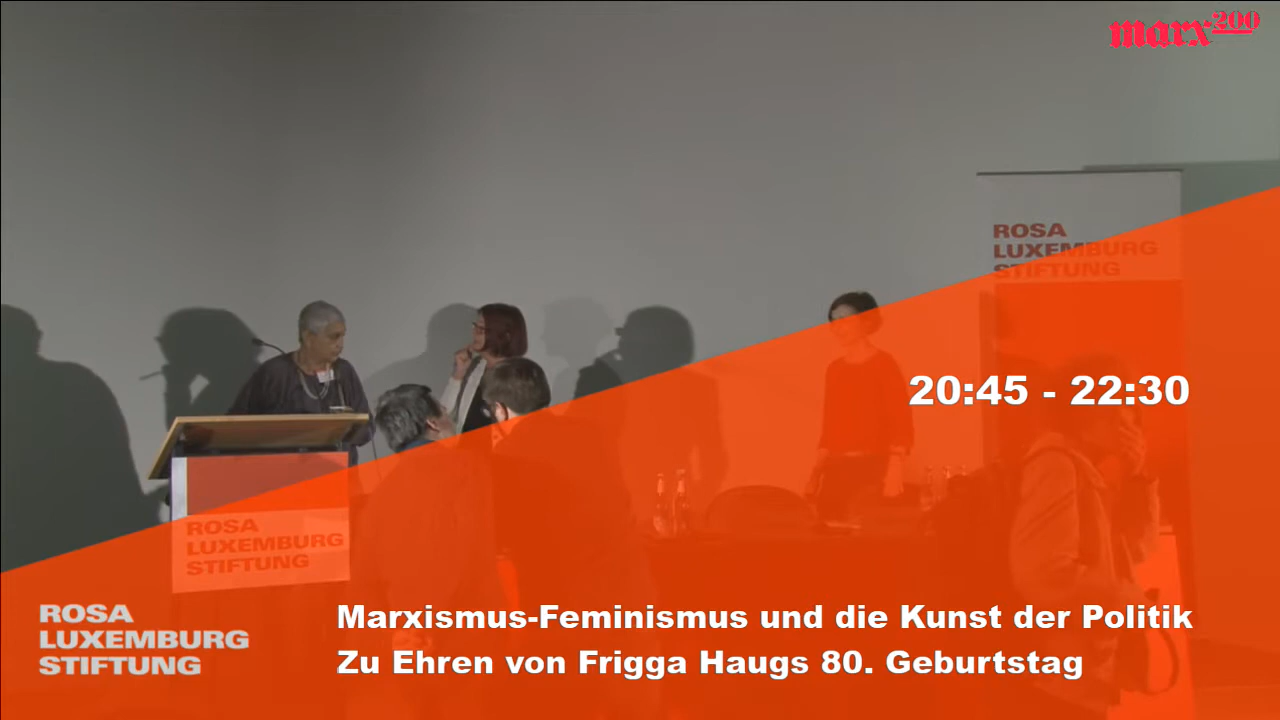 marx200
ROSA
LUXEMBURG
STIFTUNG
20:45 - 22:30
ROSA
LUXEMBURG
STIFTUNG
ROSA
LUXEMBURG
STIFTUNG
Marxismus-Feminismus und die Kunst der Politik
Zu Ehren von Frigga Haugs 80. Geburtstag